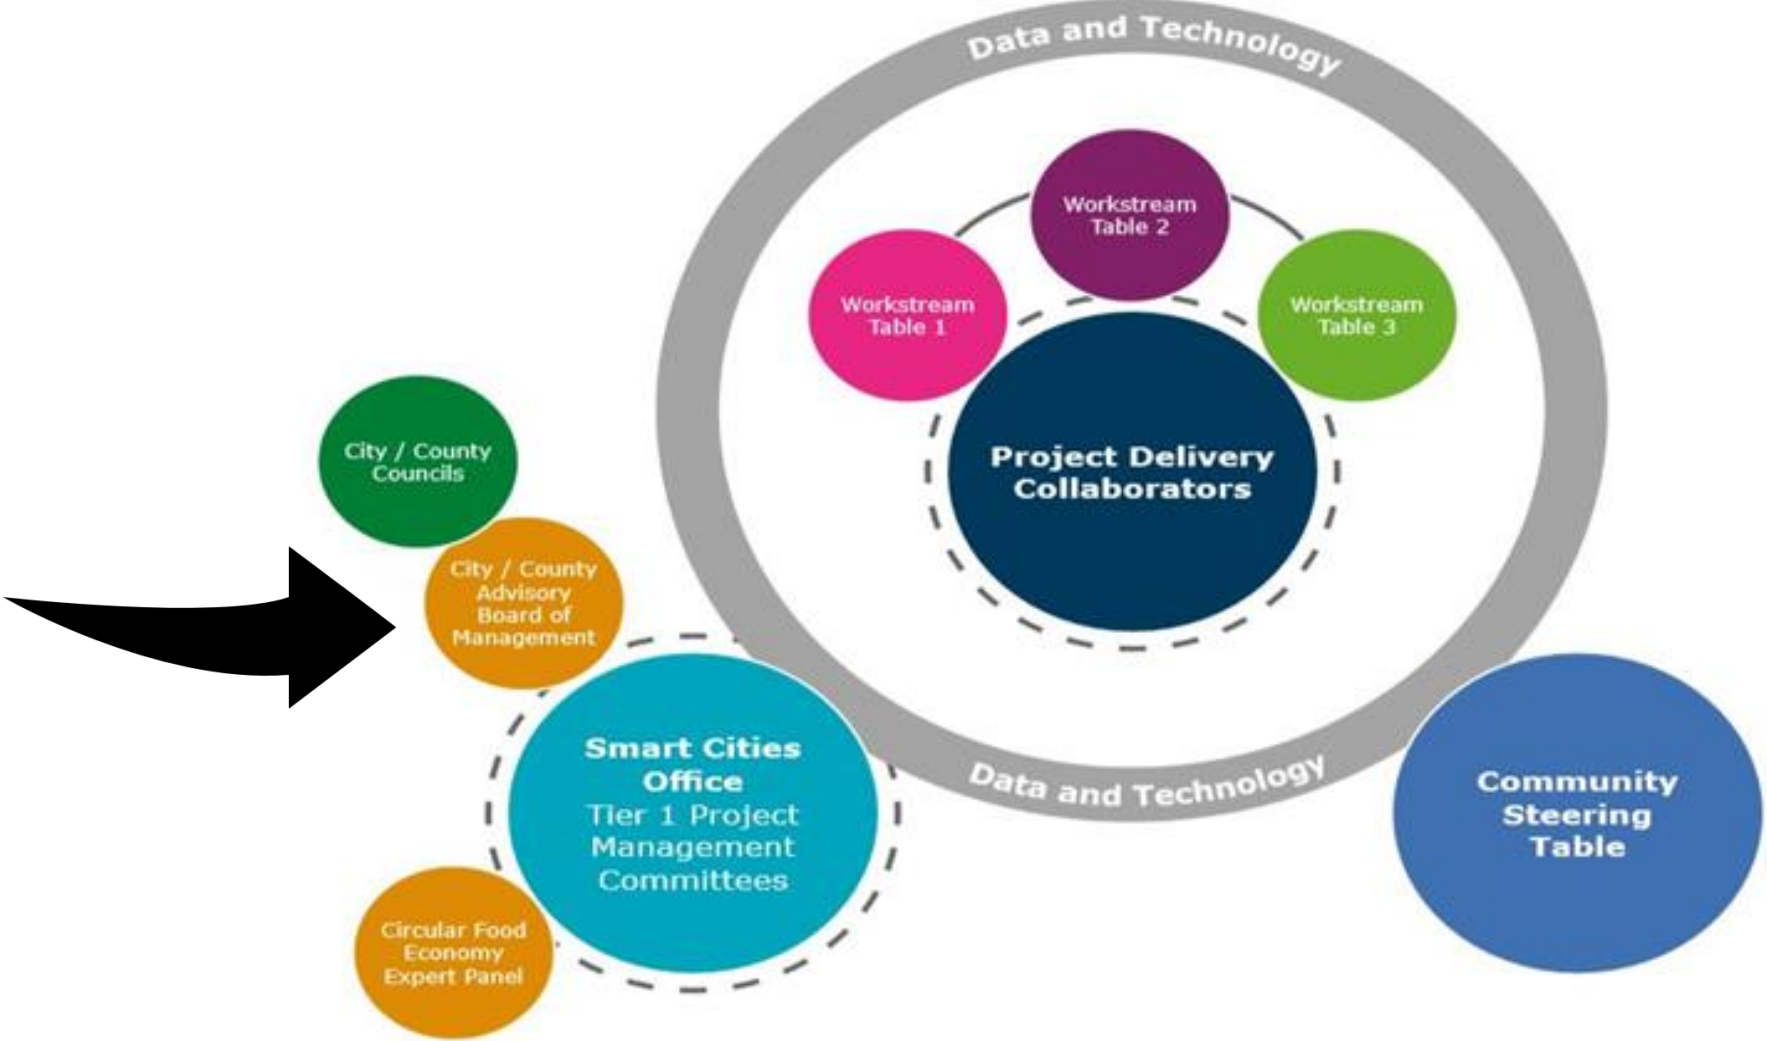 Data and Technology
Workstream
Table 2
Workstream
Table 1
Workstream
Table 3
Project Delivery
Collaborators
City / County
Councils
City / County
Advisory
Board of
Management
Smart Cities
Office
Tier 1 Project
Management
Committees
Data and Technology
Community
Steering
Table
Circular Food
Economy
Expert Panel